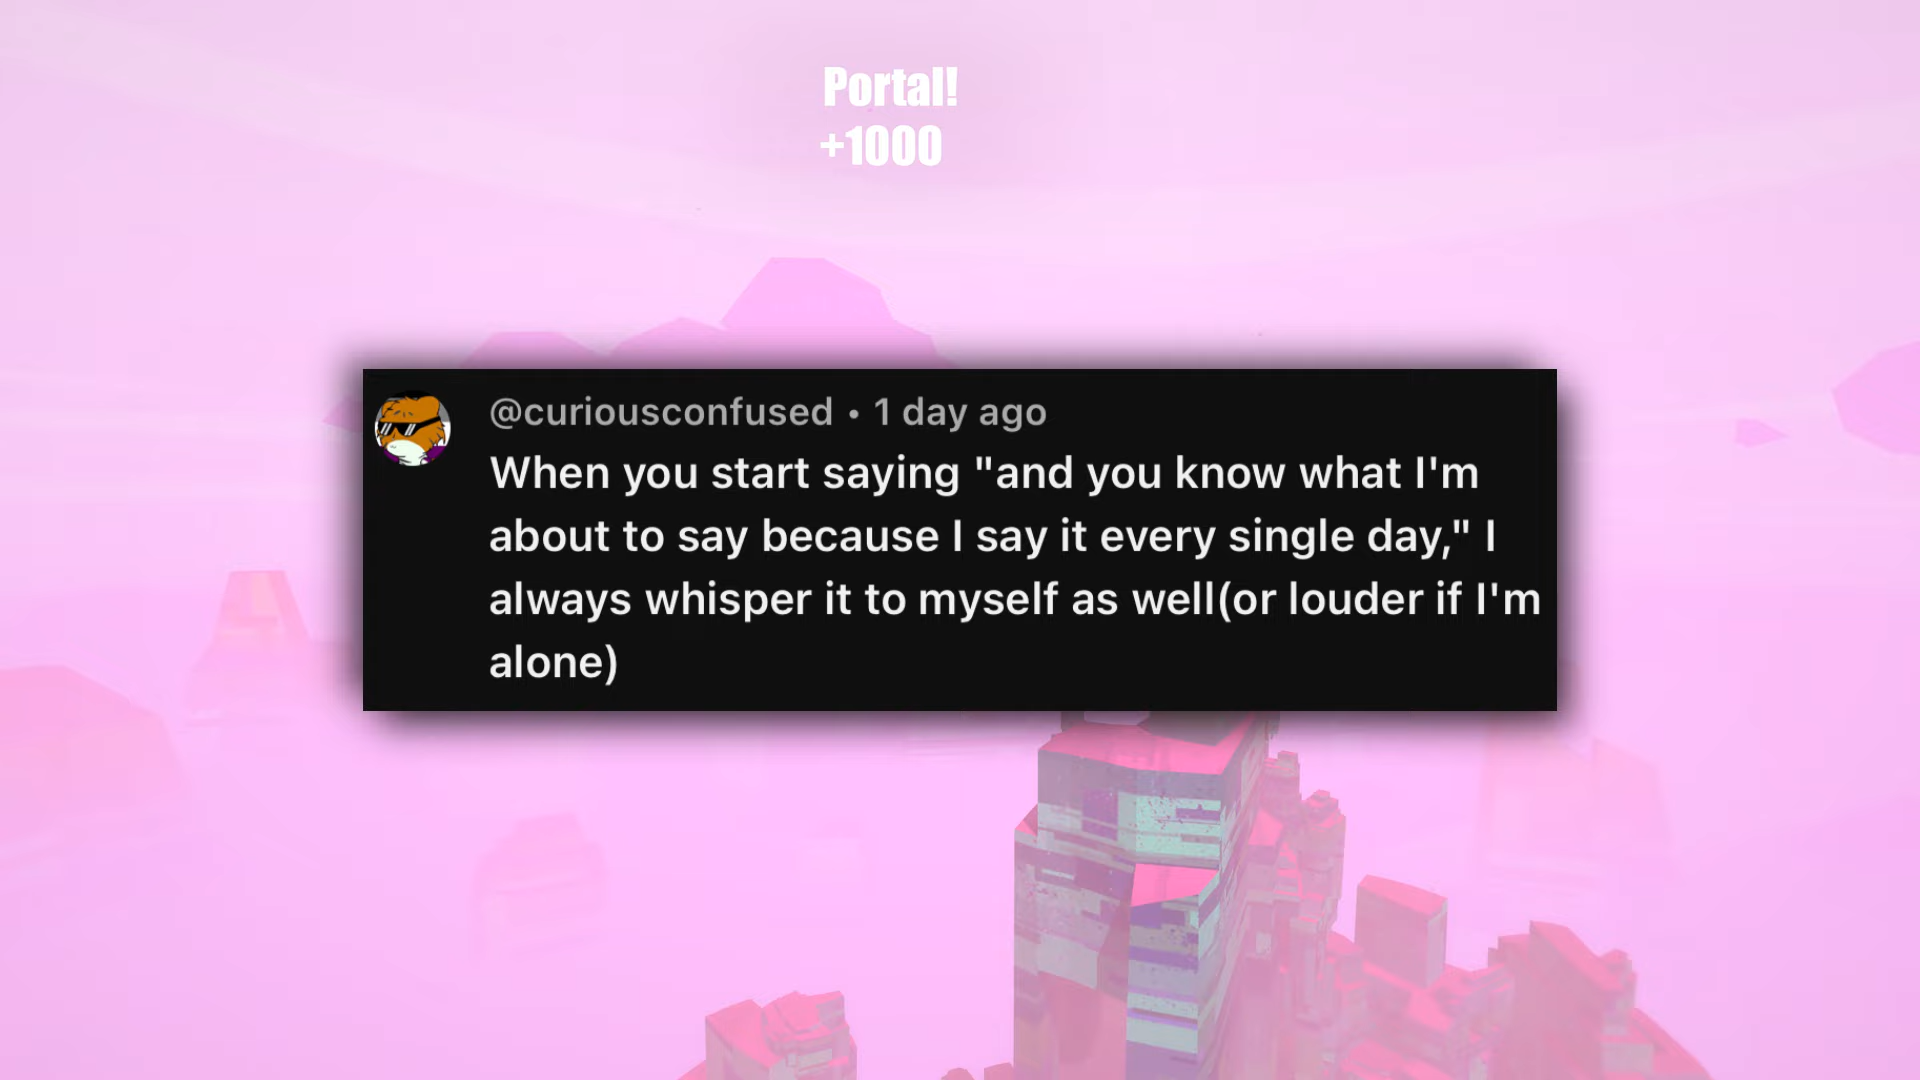 Portal!
+1000
@curiousconfused • 1 day ago
When you start saying "and you know what I'm
about to say because I say it every single day," I
always whisper it to myself as well(or louder if I'm
alone)